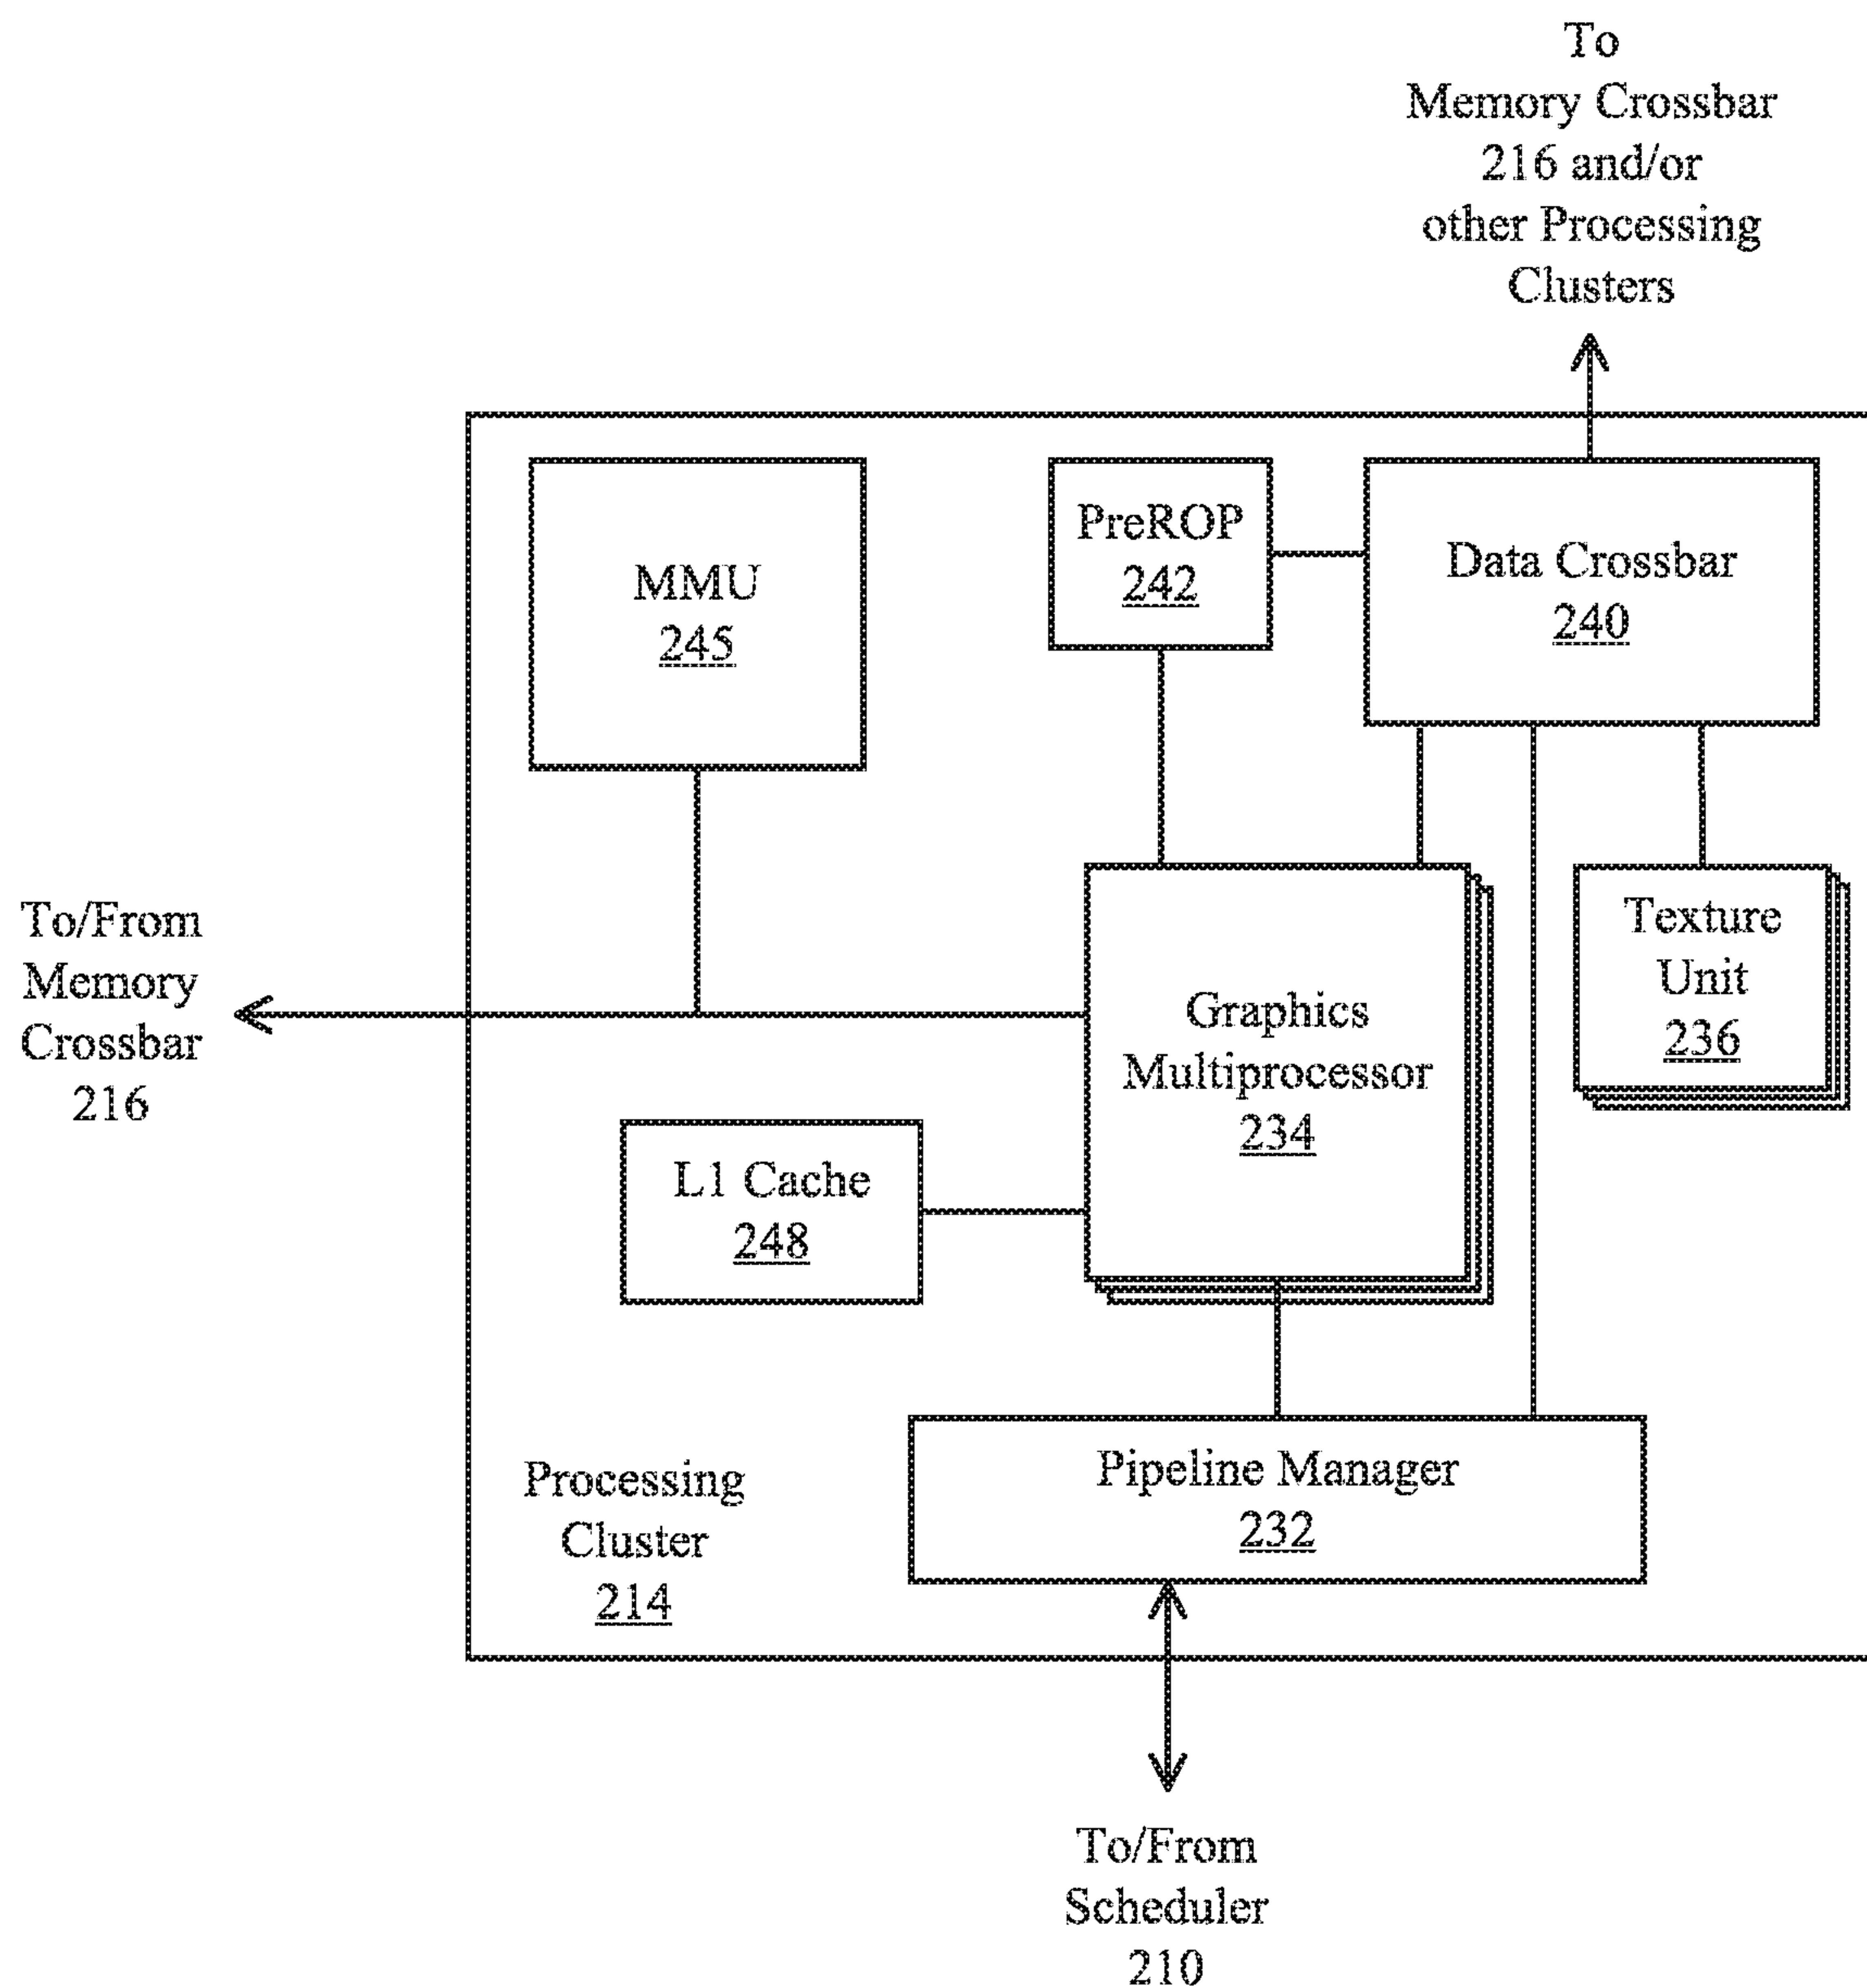 To
Memory Crossbar
216 and/or
other Processing
Clusters
MMU
245
PreROP
242
Data Crossbar
240
To/From
Memory
Crossbar
216
Graphics
Multiprocessor
234
Texture
Unit
236
L1 Cache
248
Processing
Cluster
214
Pipeline Manager
232
To/From
Scheduler
210